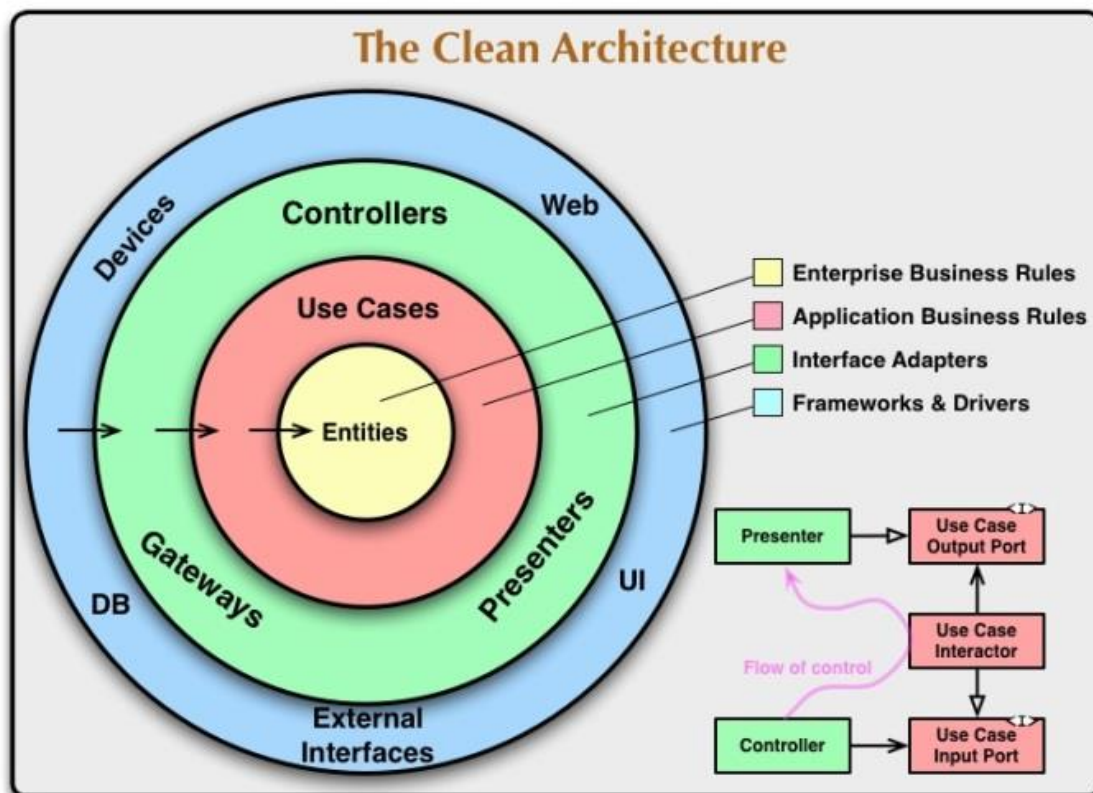 The Clean Architecture
Devices
Controllers
Web
Use Cases
Entities
Gateways
Presenters
DB
UI
External
Interfaces
Enterprise Business Rules
Application Business Rules
Interface Adapters
Frameworks & Drivers
Presenter
<I>
Use Case
Output Port
Use Case
Interactor
Flow of control
Controller
<I>
Use Case
Input Port